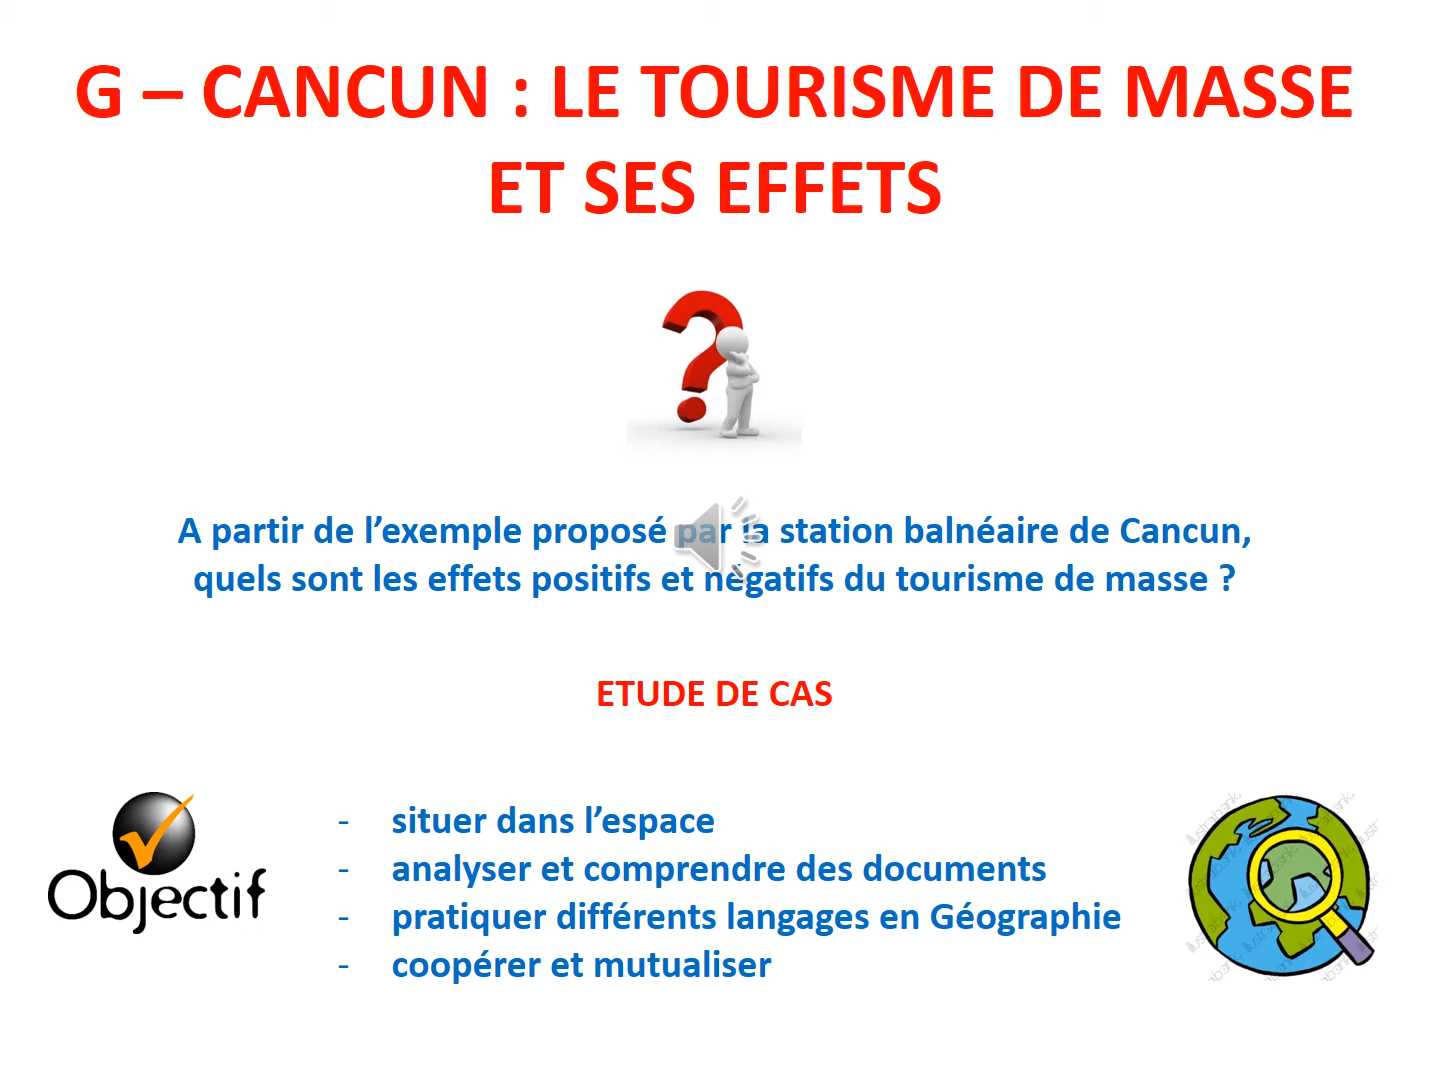 G – CANCUN : LE TOURISME DE MASSE
ET SES EFFETS
A partir de l’exemple proposé par la station balnéaire de Cancun,
quels sont les effets positifs et négatifs du tourisme de masse ?
ETUDE DE CAS
Objectif
- situer dans l’espace
- analyser et comprendre des documents
- pratiquer différents langages en Géographie
- coopérer et mutualiser